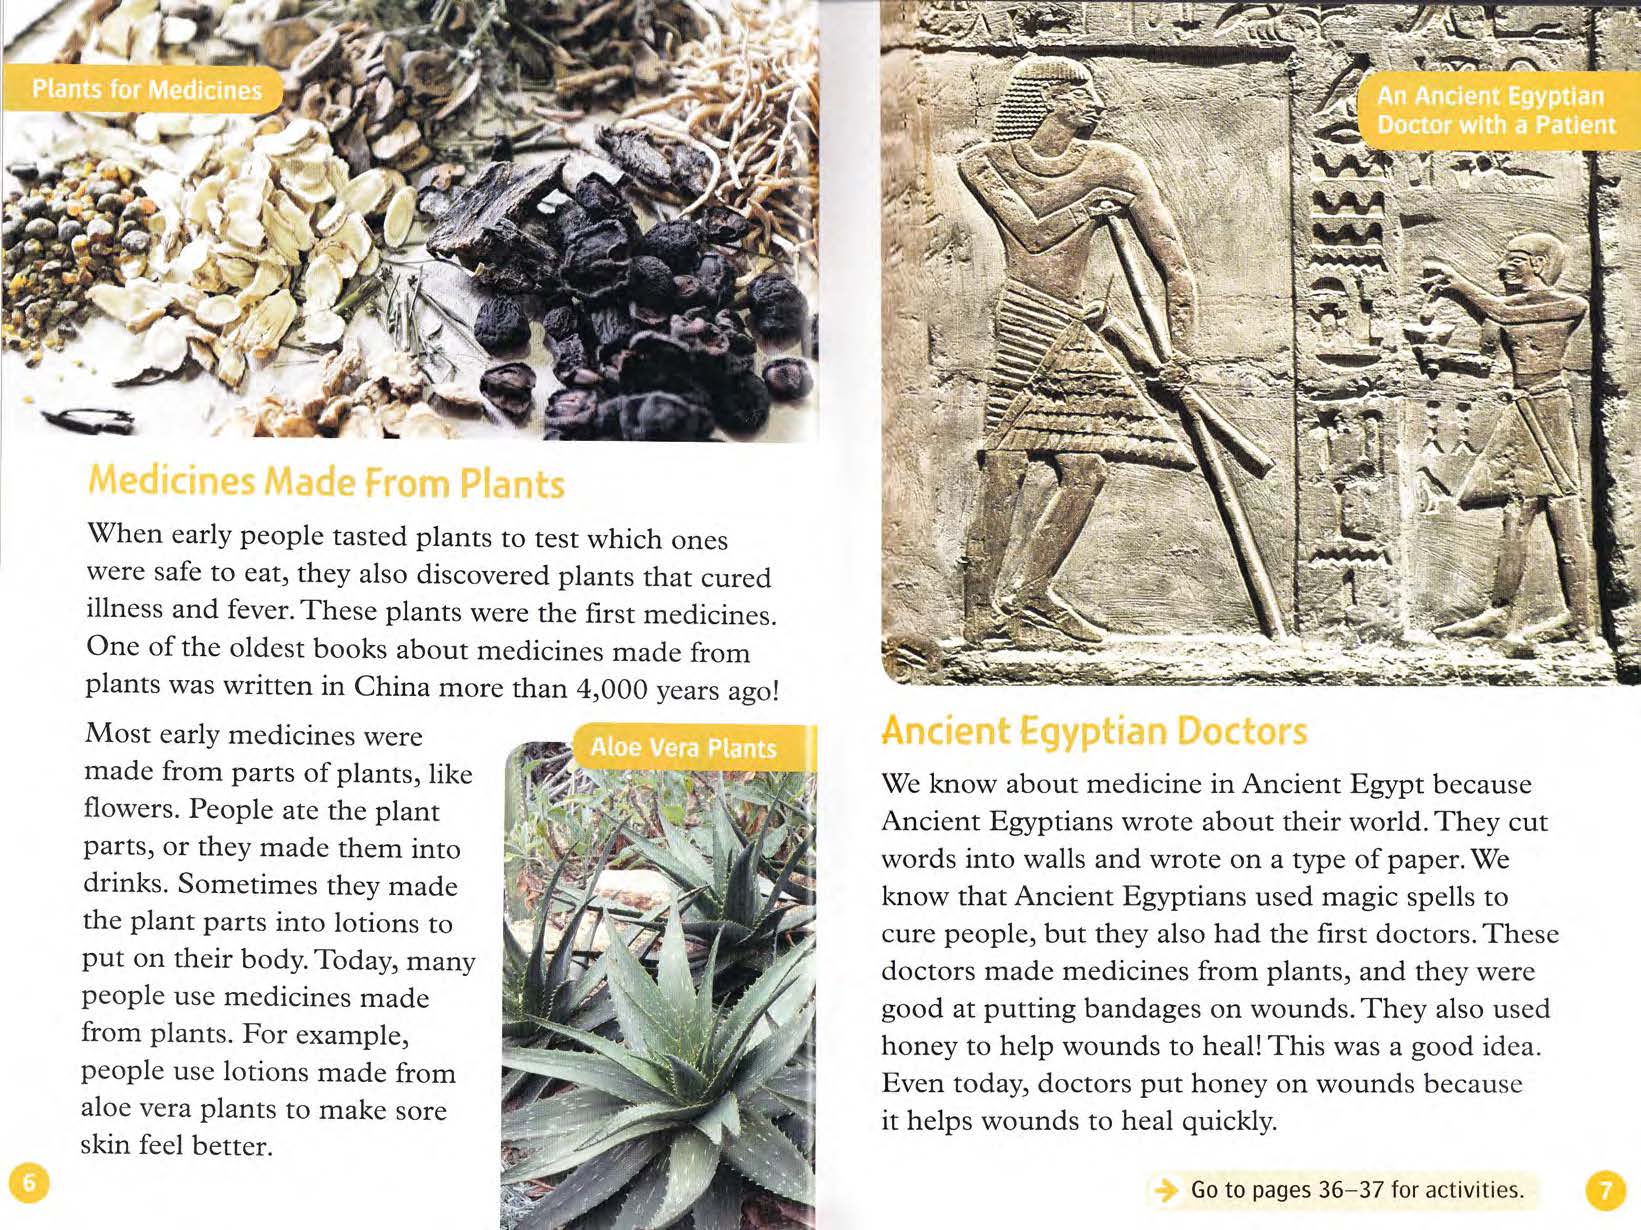 Plants for Medicines
Medicines Made From Plants
When early people tasted plants to test which ones
were safe to eat, they also discovered plants that cured
illness and fever. These plants were the first medicines.
One of the oldest books about medicines made from
plants was written in China more than 4,000 years ago!
Most early medicines were
made from parts of plants, like
flowers. People ate the plant
parts, or they made them into
drinks. Sometimes they made
the plant parts into lotions to
put on their body. Today, many
people use medicines made
from plants. For example,
people use lotions made from
aloe vera plants to make sore
skin feel better.
Aloe Vera Plants
6
An Ancient Egyptian
Doctor with a Patient
Ancient Egyptian Doctors
We know about medicine in Ancient Egypt because
Ancient Egyptians wrote about their world. They cut
words into walls and wrote on a type of paper. We
know that Ancient Egyptians used magic spells to
cure people, but they also had the first doctors. These
doctors made medicines from plants, and they were
good at putting bandages on wounds. They also used
honey to help wounds to heal! This was a good idea.
Even today, doctors put honey on wounds because
it helps wounds to heal quickly.
Go to pages 36–37 for activities.
7